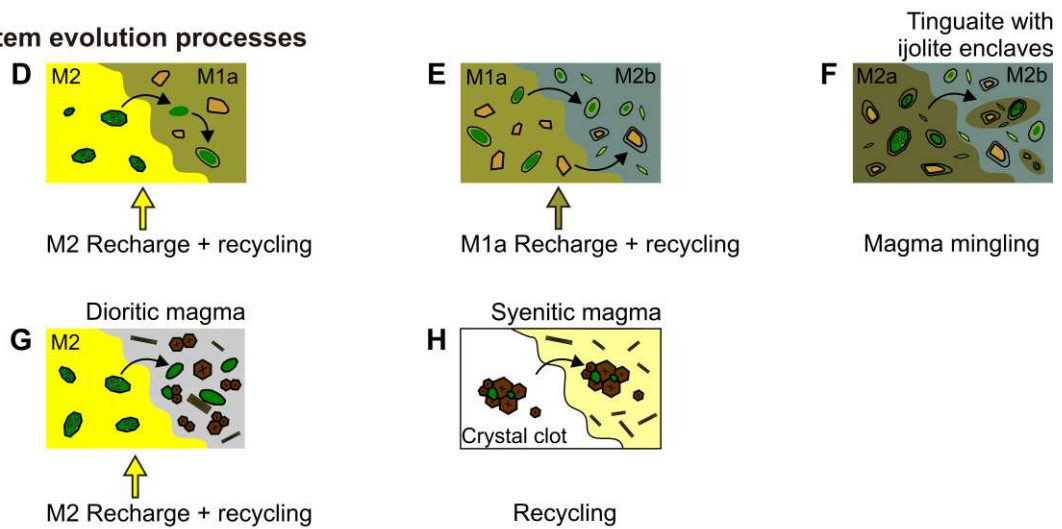 tem evolution processes
Tinguaite with
ijolite enclaves
D M2 M1a
E M1a M2b
F M2a M2b
M2 Recharge + recycling
M1a Recharge + recycling
Magma mingling
Dioritic magma
Syenitic magma
G M2
H
Crystal clot
M2 Recharge + recycling
Recycling